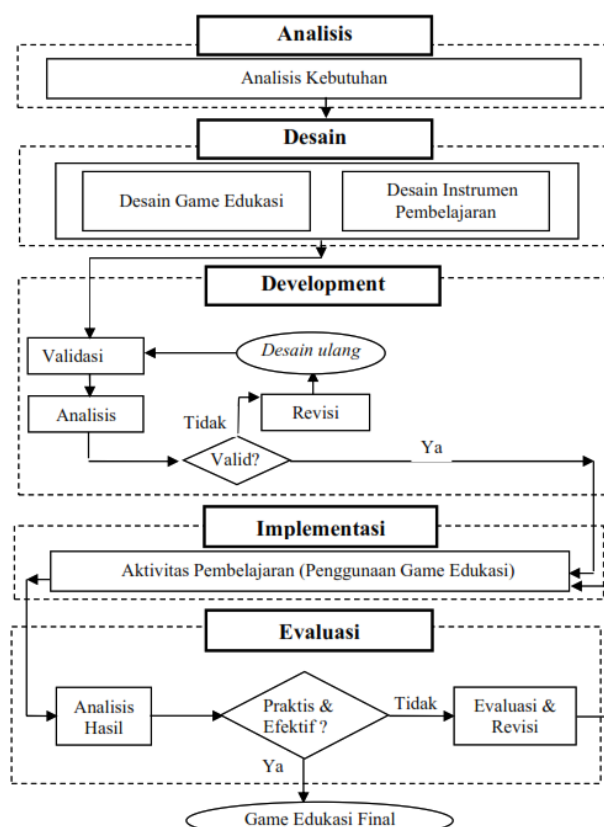 Analisis
Analisis Kebutuhan
Desain
Desain Game Edukasi
Desain Instrumen
Pembelajaran
Development
Validasi
Desain ulang
Analisis
Tidak
Revisi
Valid?
Ya
Implementasi
Aktivitas Pembelajaran (Penggunaan Game Edukasi)
Evaluasi
Analisis
Hasil
Praktis &
Efektif ?
Tidak
Evaluasi &
Revisi
Ya
Game Edukasi Final